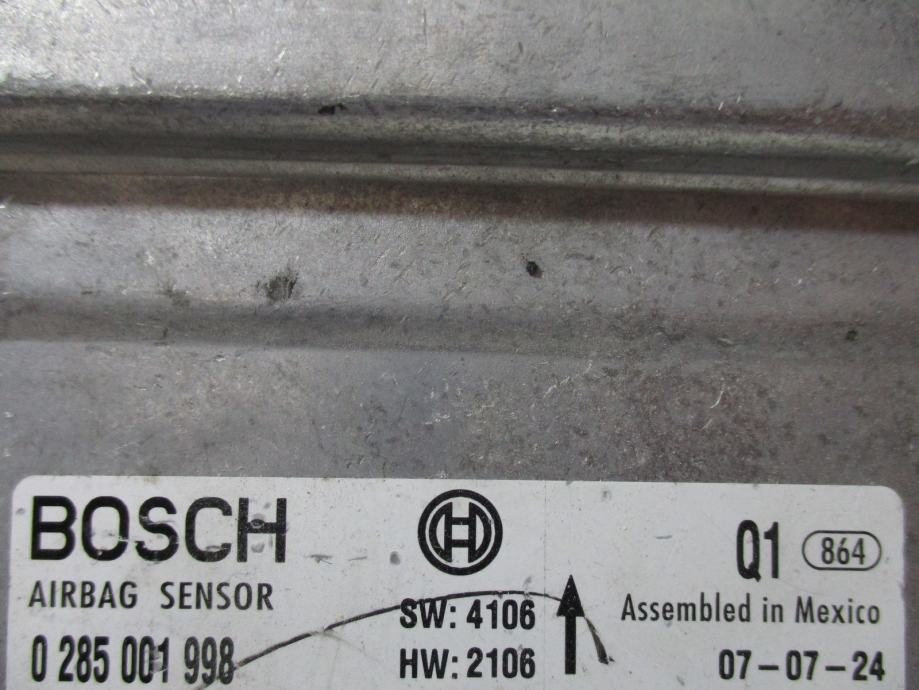 BOSCH Q1 864
AIRBAG SENSOR SW: 4106 Assembled in Mexico
0 285 001 998 HW: 2106 07-07-24